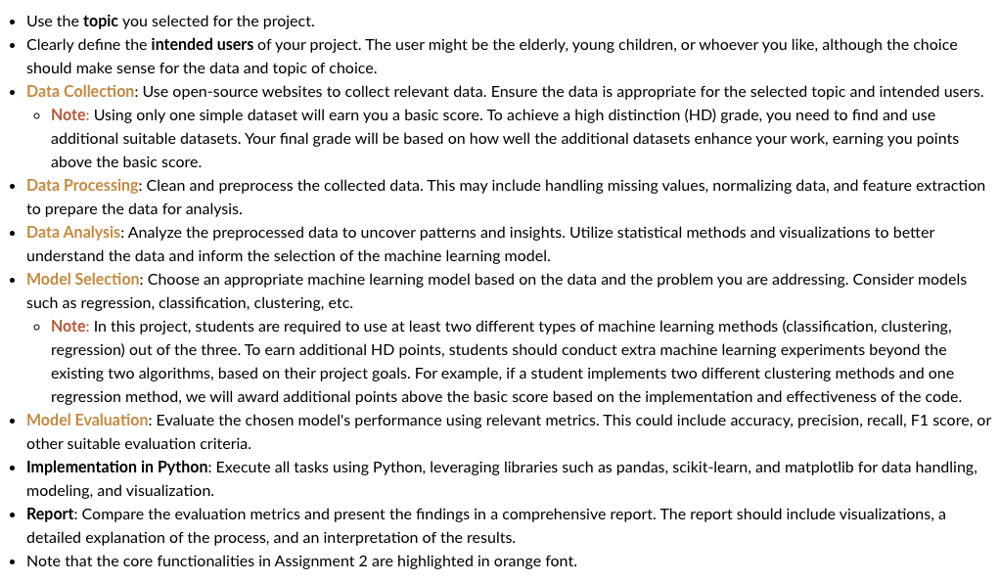 • Use the topic you selected for the project.
• Clearly define the intended users of your project. The user might be the elderly, young children, or whoever you like, although the choice
should make sense for the data and topic of choice.
• Data Collection: Use open-source websites to collect relevant data. Ensure the data is appropriate for the selected topic and intended users.
◦ Note: Using only one simple dataset will earn you a basic score. To achieve a high distinction (HD) grade, you need to find and use
additional suitable datasets. Your final grade will be based on how well the additional datasets enhance your work, earning you points
above the basic score.
• Data Processing: Clean and preprocess the collected data. This may include handling missing values, normalizing data, and feature extraction
to prepare the data for analysis.
• Data Analysis: Analyze the preprocessed data to uncover patterns and insights. Utilize statistical methods and visualizations to better
understand the data and inform the selection of the machine learning model.
• Model Selection: Choose an appropriate machine learning model based on the data and the problem you are addressing. Consider models
such as regression, classification, clustering, etc.
◦ Note: In this project, students are required to use at least two different types of machine learning methods (classification, clustering,
regression) out of the three. To earn additional HD points, students should conduct extra machine learning experiments beyond the
existing two algorithms, based on their project goals. For example, if a student implements two different clustering methods and one
regression method, we will award additional points above the basic score based on the implementation and effectiveness of the code.
• Model Evaluation: Evaluate the chosen model's performance using relevant metrics. This could include accuracy, precision, recall, F1 score, or
other suitable evaluation criteria.
• Implementation in Python: Execute all tasks using Python, leveraging libraries such as pandas, scikit-learn, and matplotlib for data handling,
modeling, and visualization.
• Report: Compare the evaluation metrics and present the findings in a comprehensive report. The report should include visualizations, a
detailed explanation of the process, and an interpretation of the results.
• Note that the core functionalities in Assignment 2 are highlighted in orange font.